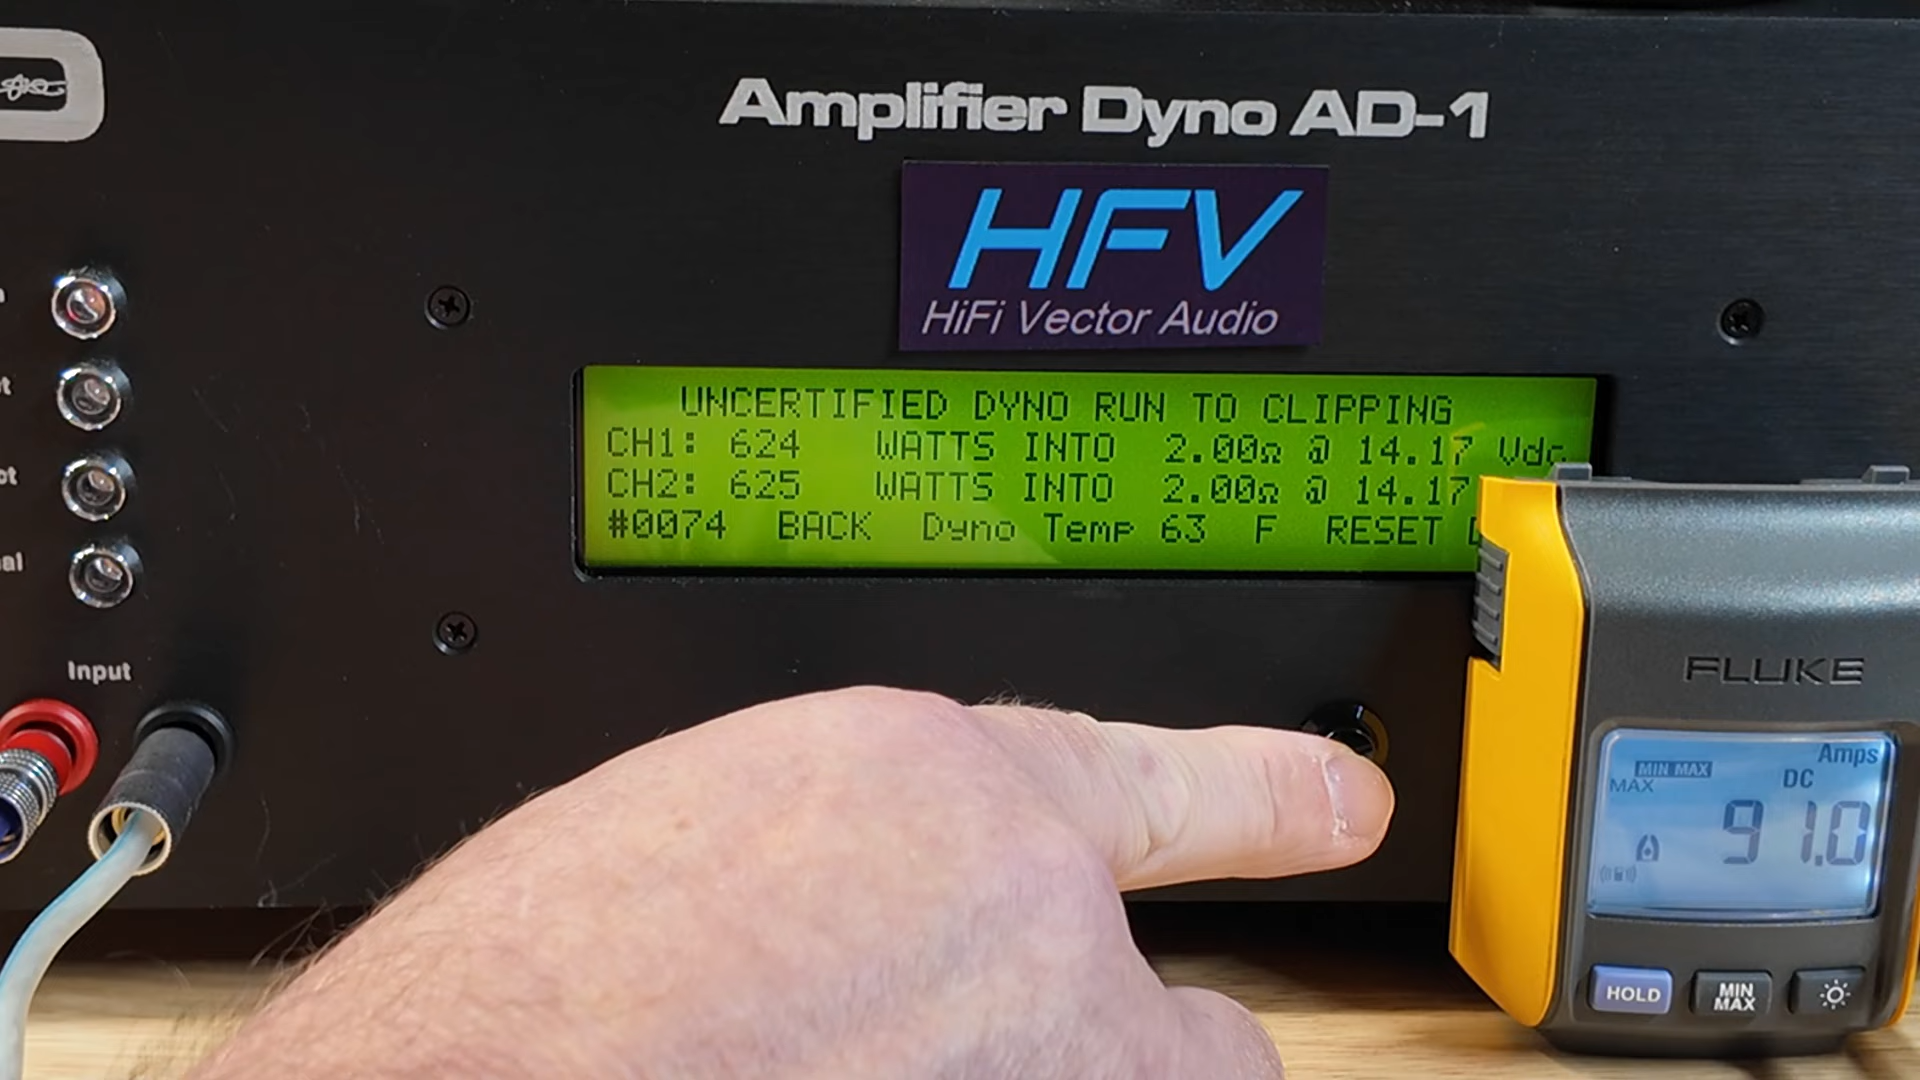 Amplifier Dyno AD-1
HFV
HiFi Vector Audio
UNCERTIFIED DYNO RUN TO CLIPPING
CH1: 624 WATTS INTO 2.00Ω @ 14.17 Vdc
CH2: 625 WATTS INTO 2.00Ω @ 14.17
#0074 BACK Dyno Temp 63 F RESET
Input
FLUKE
Amps
MIN MAX
MAX
DC
91.0
HOLD
MIN
MAX